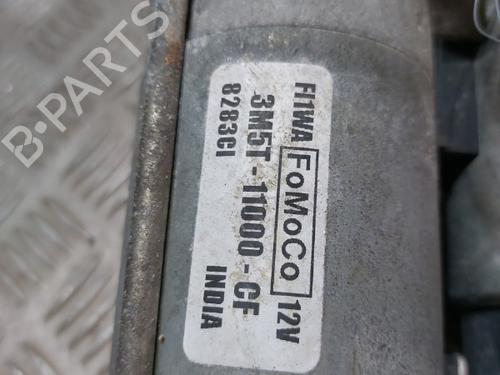 FI1WA FoMoCo 12V
3M5T-11000-CF
8283CI INDIA
B-PARTS